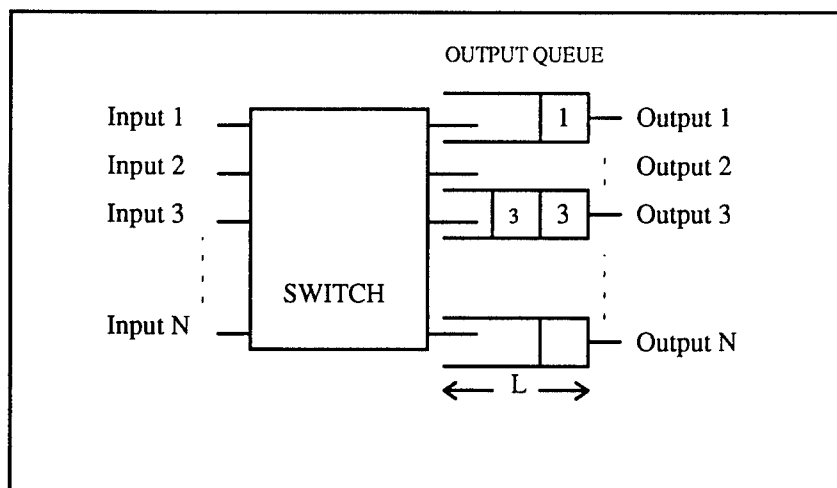 OUTPUT QUEUE
Input 1
1
Output 1
Input 2
Output 2
Input 3
3
3
Output 3
SWITCH
Input N
Output N
L